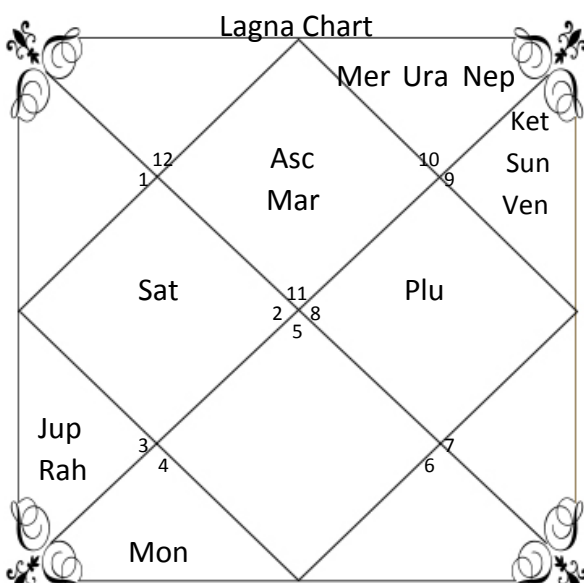 Lagna Chart
Mer Ura Nep
Ket
Sun
Ven
12
1
Asc
Mar
10
9
Sat
11
2 8
5
Plu
Jup
Rah
3
4
7
6
Mon